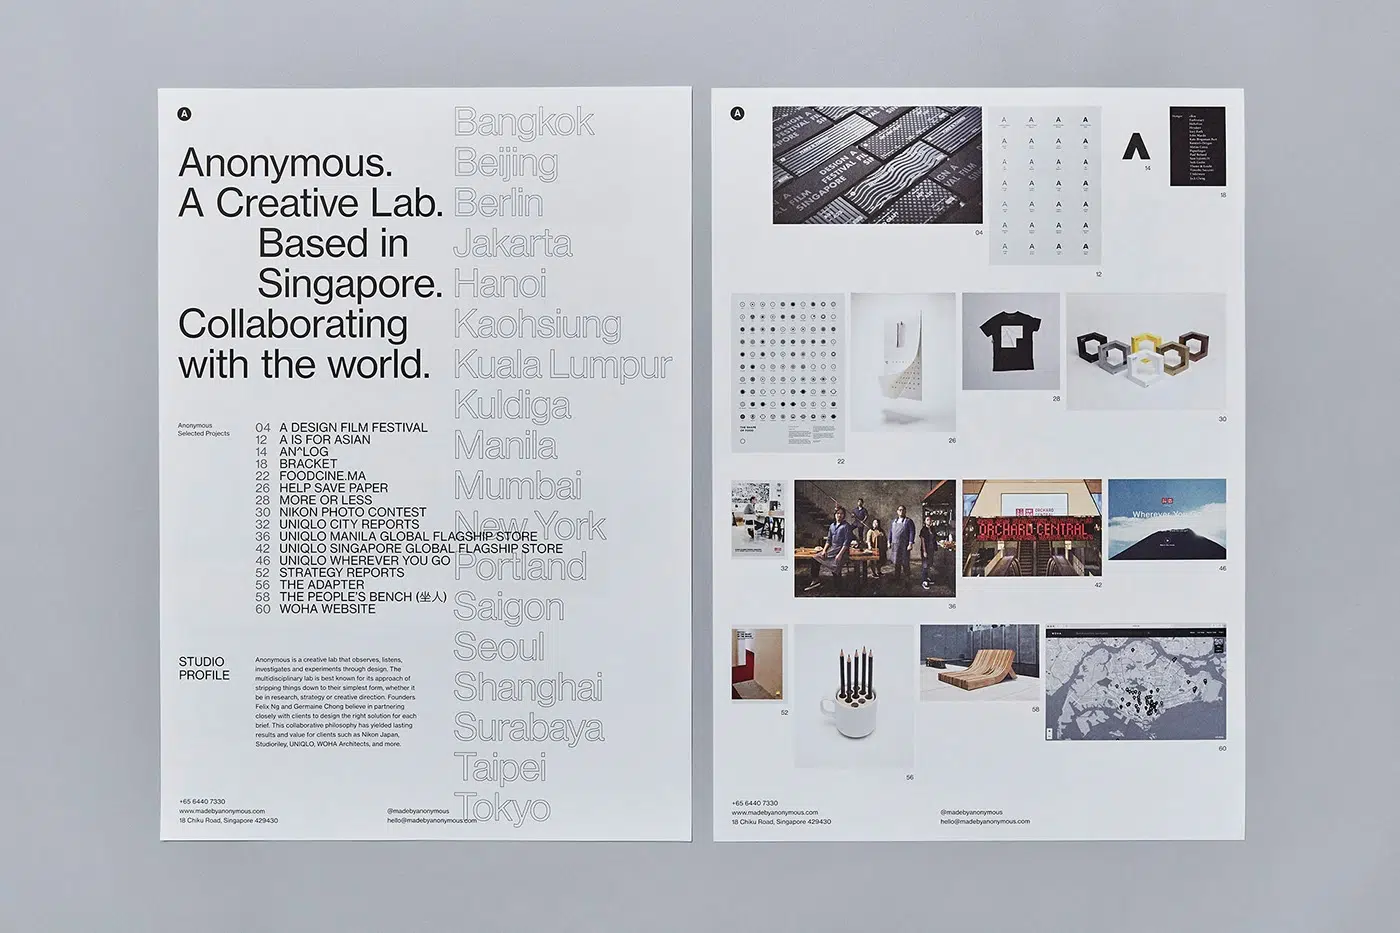 A
Anonymous.
A Creative Lab.
Based in
Singapore.
Collaborating
with the world.
Bangkok
Beijing
Berlin
Jakarta
Hanoi
Kaohsiung
Kuala Lumpur
Kuldiga
Manila
Mumbai
New York
Portland
Saigon
Seoul
Shanghai
Surabaya
Taipei
Tokyo
Anonymous
Selected Projects
04 A DESIGN FILM FESTIVAL
12 A IS FOR ASIAN
14 AN^LOG
18 BRACKET
22 FOODCINE.MA
26 HELP SAVE PAPER
28 MORE OR LESS
30 NIKON PHOTO CONTEST
32 UNIQLO CITY REPORTS
36 UNIQLO MANILA GLOBAL FLAGSHIP STORE
42 UNIQLO SINGAPORE GLOBAL FLAGSHIP STORE
46 UNIQLO WHEREVER YOU GO
52 STRATEGY REPORTS
56 THE ADAPTER
58 THE PEOPLE'S BENCH (坐人)
60 WOHA WEBSITE
STUDIO
PROFILE
Anonymous is a creative lab that observes, listens,
investigates and experiments through design. The
multidisciplinary lab is best known for its approach of
stripping things down to their simplest form, whether it
be in research, strategy or creative direction. Founders
Felix Ng and Germaine Chong believe in partnering
closely with clients to design the right solution for each
brief. This collaborative philosophy has yielded lasting
results and value for clients such as Nikon Japan,
Studioriley, UNIQLO, WOHA Architects, and more.
+65 6440 7330
www.madebyanonymous.com
18 Chiku Road, Singapore 429430
@madebyanonymous
hello@madebyanonymous.com
A
DESIGN A
FESTIVAL
DESIGN A
FESTIVAL
SINGAPORE
A FILM
SINGAPORE
04
12
14
18
22
26
28
30
ORCHARD
CENTRAL
ORCHARD CENTRAL
Wherever You Go
32
36
42
46
WOHA
52
56
58
60
+65 6440 7330
www.madebyanonymous.com
18 Chiku Road, Singapore 429430
@madebyanonymous
hello@madebyanonymous.com